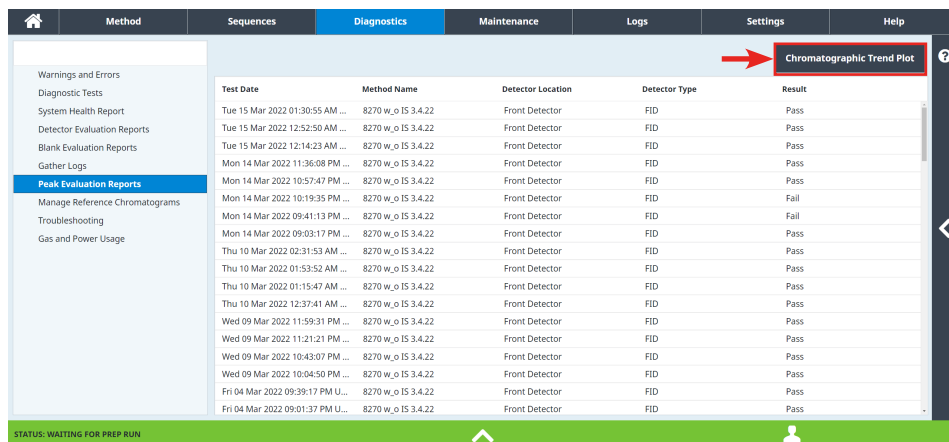 Method Sequences Diagnostics Maintenance Logs Settings Help
Chromatographic Trend Plot
?
Warnings and Errors
Diagnostic Tests
System Health Report
Detector Evaluation Reports
Blank Evaluation Reports
Gather Logs
Peak Evaluation Reports
Manage Reference Chromatograms
Troubleshooting
Gas and Power Usage
Test Date Method Name Detector Location Detector Type Result
Tue 15 Mar 2022 01:30:55 AM ... 8270 w_o IS 3.4.22 Front Detector FID Pass
Tue 15 Mar 2022 12:52:50 AM ... 8270 w_o IS 3.4.22 Front Detector FID Pass
Tue 15 Mar 2022 12:14:23 AM ... 8270 w_o IS 3.4.22 Front Detector FID Pass
Mon 14 Mar 2022 11:36:08 PM ... 8270 w_o IS 3.4.22 Front Detector FID Pass
Mon 14 Mar 2022 10:57:47 PM ... 8270 w_o IS 3.4.22 Front Detector FID Pass
Mon 14 Mar 2022 10:19:35 PM ... 8270 w_o IS 3.4.22 Front Detector FID Fail
Mon 14 Mar 2022 09:41:13 PM ... 8270 w_o IS 3.4.22 Front Detector FID Fail
Mon 14 Mar 2022 09:03:17 PM ... 8270 w_o IS 3.4.22 Front Detector FID Pass
Thu 10 Mar 2022 02:31:53 AM ... 8270 w_o IS 3.4.22 Front Detector FID Pass
Thu 10 Mar 2022 01:53:52 AM ... 8270 w_o IS 3.4.22 Front Detector FID Pass
Thu 10 Mar 2022 01:15:47 AM ... 8270 w_o IS 3.4.22 Front Detector FID Pass
Thu 10 Mar 2022 12:37:41 AM ... 8270 w_o IS 3.4.22 Front Detector FID Pass
Wed 09 Mar 2022 11:59:31 PM ... 8270 w_o IS 3.4.22 Front Detector FID Pass
Wed 09 Mar 2022 11:21:21 PM ... 8270 w_o IS 3.4.22 Front Detector FID Pass
Wed 09 Mar 2022 10:43:07 PM ... 8270 w_o IS 3.4.22 Front Detector FID Pass
Wed 09 Mar 2022 10:04:50 PM ... 8270 w_o IS 3.4.22 Front Detector FID Pass
Fri 04 Mar 2022 09:39:17 PM U... 8270 w_o IS 3.4.22 Front Detector FID Pass
Fri 04 Mar 2022 09:01:37 PM U... 8270 w_o IS 3.4.22 Front Detector FID Pass
STATUS: WAITING FOR PREP RUN